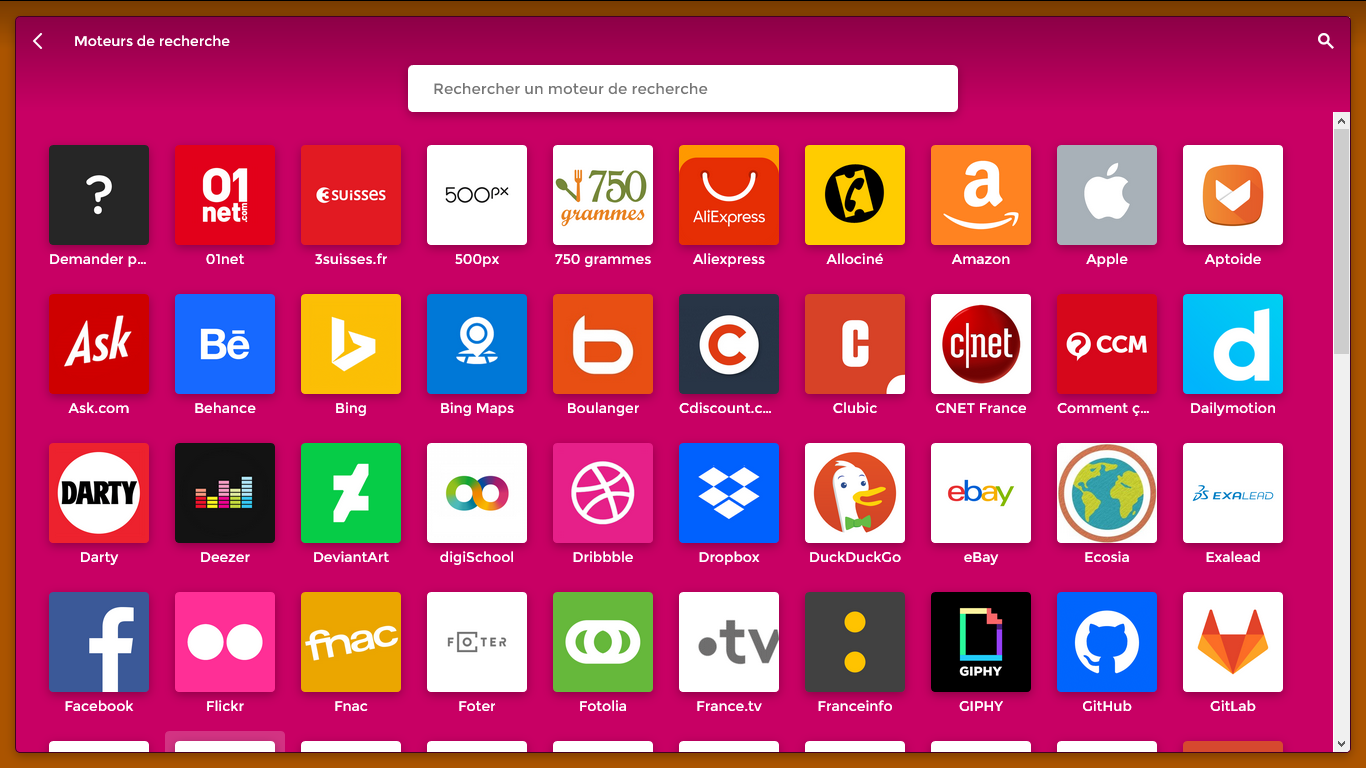 Moteurs de recherche
Rechercher un moteur de recherche
?
01
net.com
3suisses
500px
750
grammes
AliExpress
a
Demander p...
01net
3suisses.fr
500px
750 grammes
Aliexpress
Allociné
Amazon
Apple
Aptoide
Ask
Bē
b
C
C
c|net
? CCM
d
Ask.com
Behance
Bing
Bing Maps
Boulanger
Cdiscount.c...
Clubic
CNET France
Comment ç...
Dailymotion
DARTY
ebay
3S EXALEAD
Darty
Deezer
DeviantArt
digiSchool
Dribbble
Dropbox
DuckDuckGo
eBay
Ecosia
Exalead
f
fnac
FOTER
•tv
:
GIPHY
Facebook
Flickr
Fnac
Foter
Fotolia
France.tv
Franceinfo
GIPHY
GitHub
GitLab